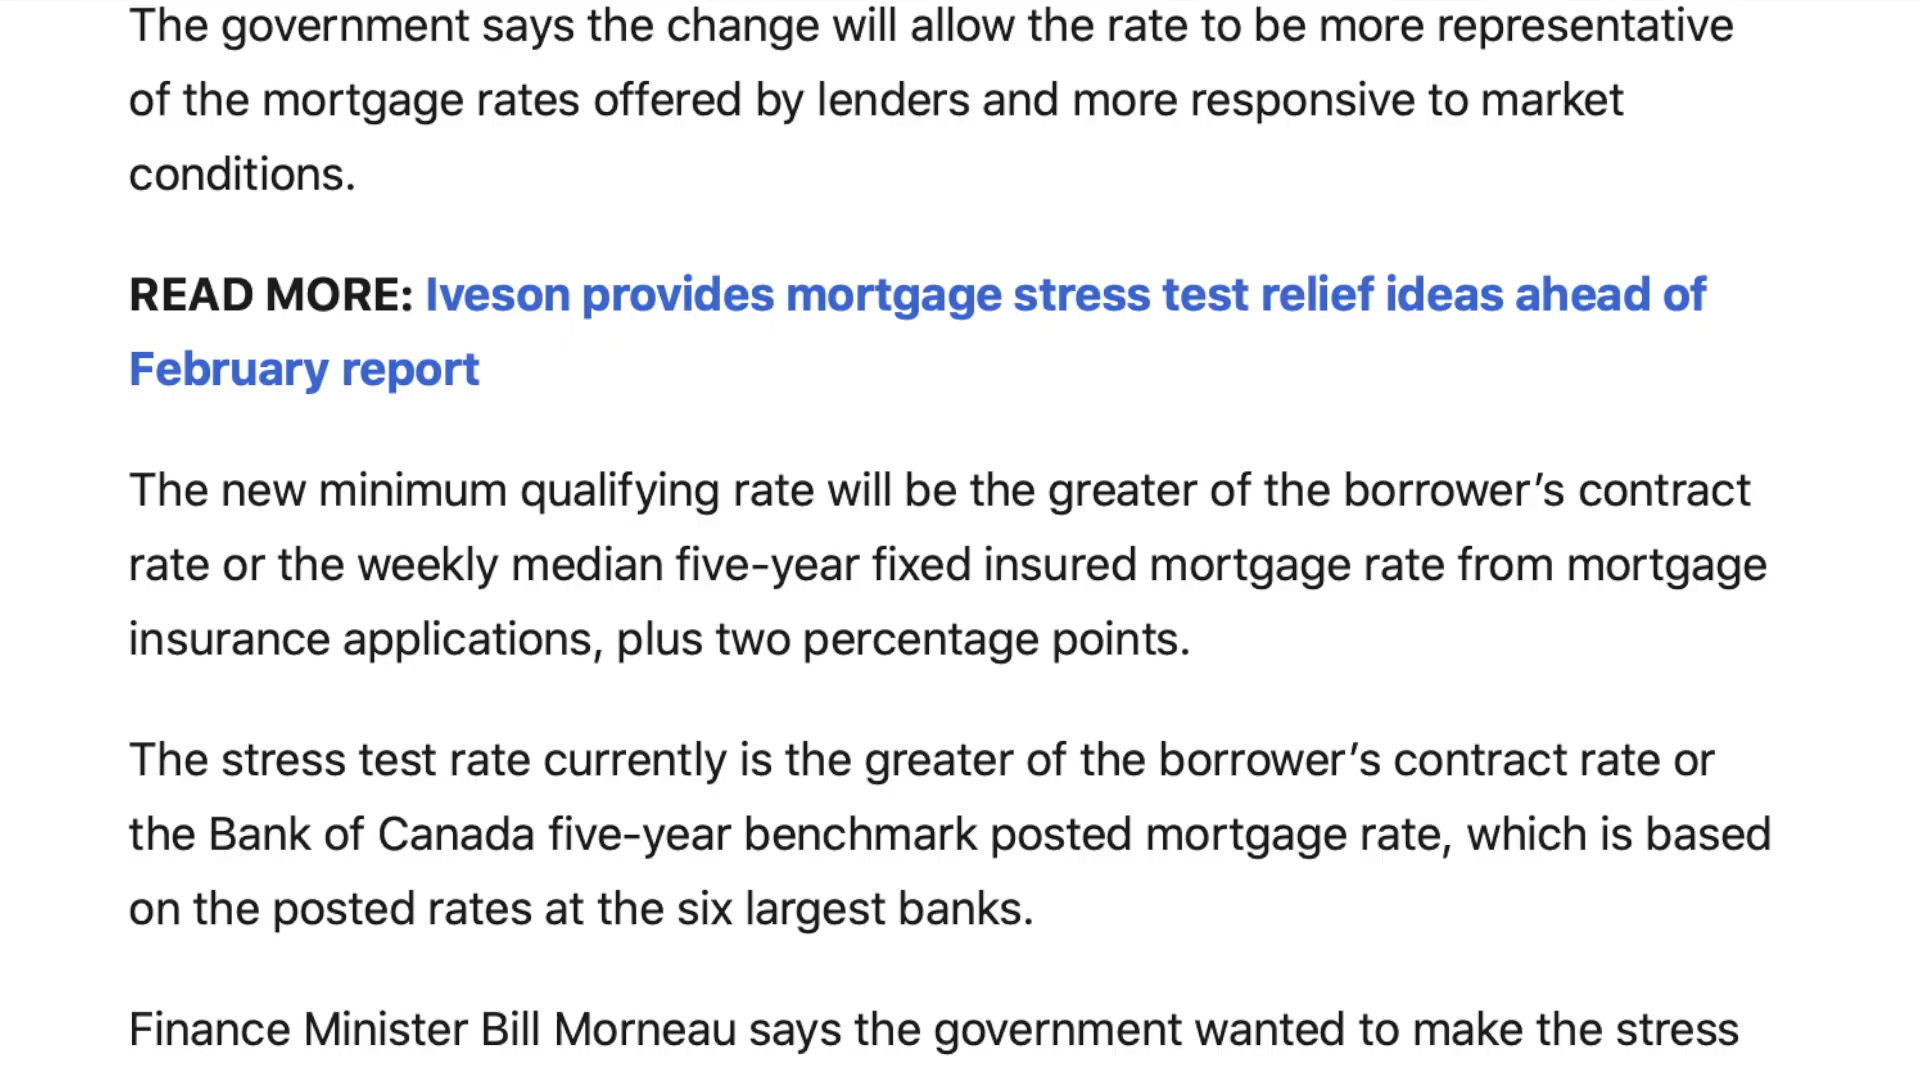 The government says the change will allow the rate to be more representative
of the mortgage rates offered by lenders and more responsive to market
conditions.
READ MORE: Iveson provides mortgage stress test relief ideas ahead of
February report
The new minimum qualifying rate will be the greater of the borrower’s contract
rate or the weekly median five-year fixed insured mortgage rate from mortgage
insurance applications, plus two percentage points.
The stress test rate currently is the greater of the borrower’s contract rate or
the Bank of Canada five-year benchmark posted mortgage rate, which is based
on the posted rates at the six largest banks.
Finance Minister Bill Morneau says the government wanted to make the stress